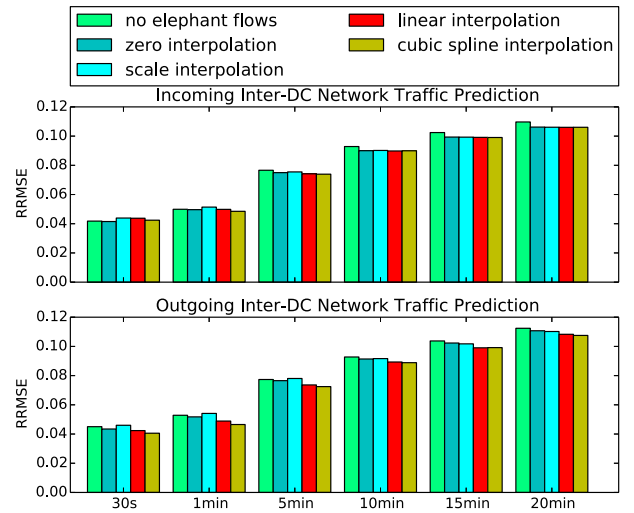 no elephant flows
zero interpolation
scale interpolation
linear interpolation
cubic spline interpolation
Incoming Inter-DC Network Traffic Prediction
0.12
0.10
0.08
0.06
0.04
0.02
0.00
RRMSE
Outgoing Inter-DC Network Traffic Prediction
0.12
0.10
0.08
0.06
0.04
0.02
0.00
RRMSE
30s 1min 5min 10min 15min 20min